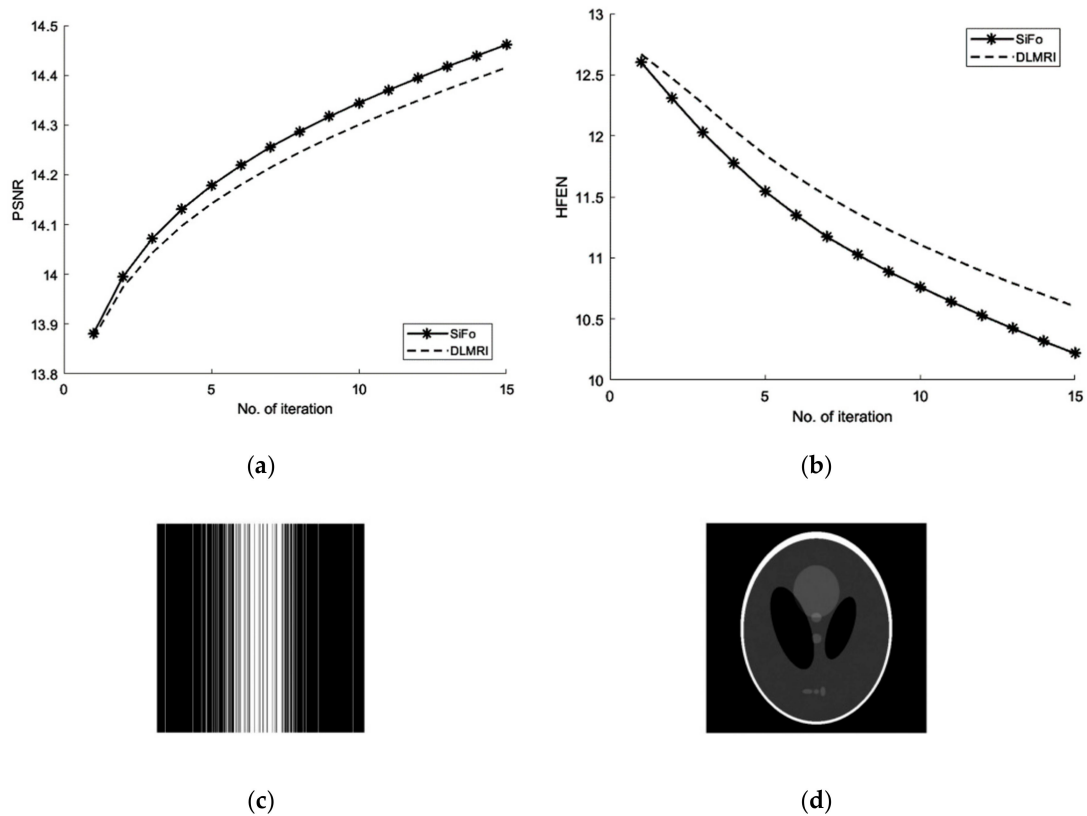 14.5
14.4
14.3
14.2
14.1
14
13.9
13.8
PSNR
SiFo
DLMRI
0
5
10
15
No. of iteration
(a)
13
12.5
12
11.5
11
10.5
10
HFEN
SiFo
DLMRI
0
5
10
15
No. of iteration
(b)
(c)
(d)